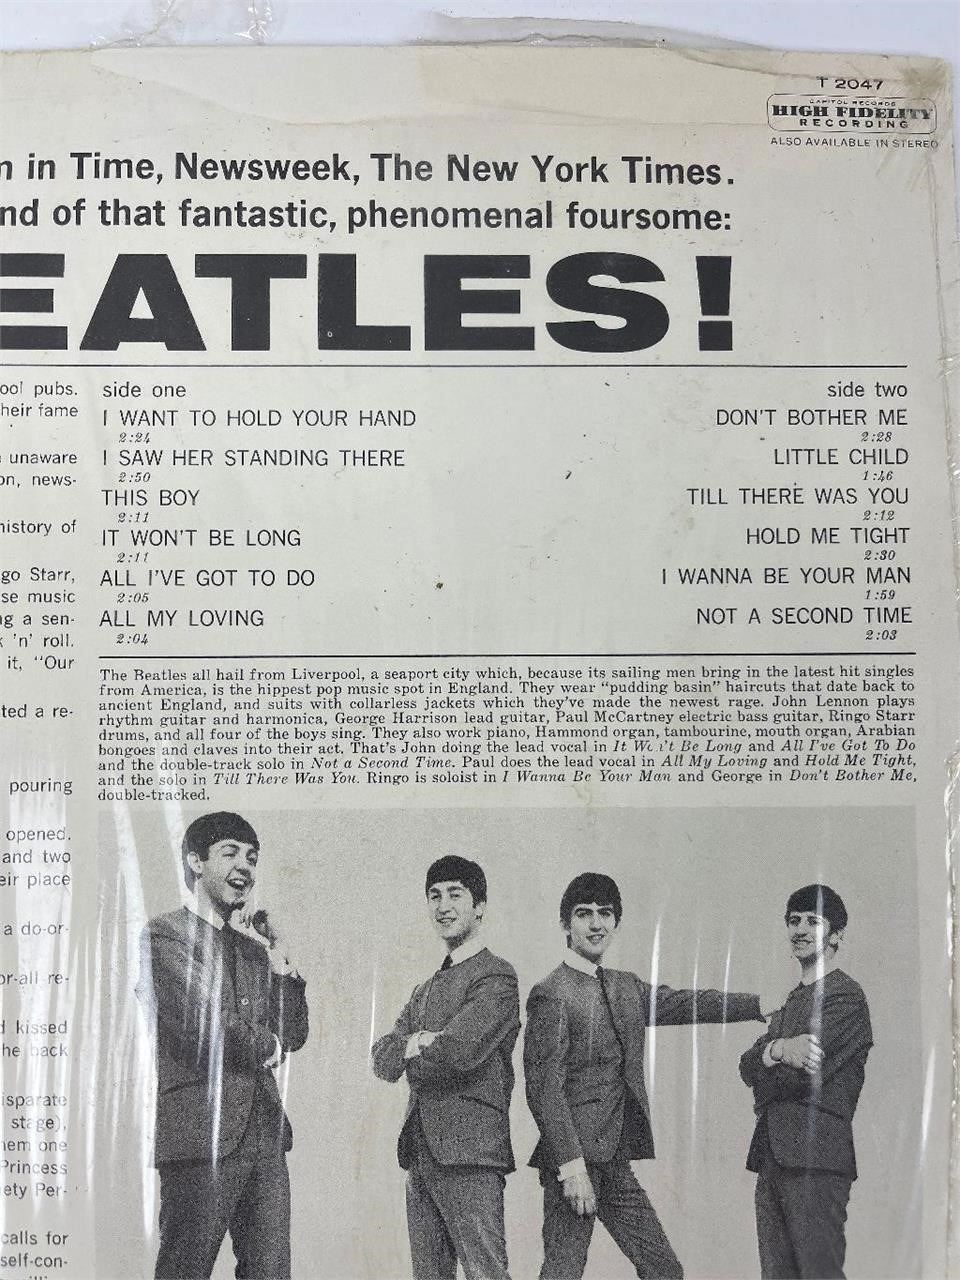 T 2047
CAPITOL RECORDS
HIGH FIDELITY
RECORDING
ALSO AVAILABLE IN STEREO
in Time, Newsweek, The New York Times.
of that fantastic, phenomenal foursome:
EATLES!
ool pubs.
heir fame
unaware
on, news-
history of
go Starr,
se music
ng a sen-
'n' roll.
it, "Our
ted a re-
pouring
opened.
and two
eir place
a do-or-
or-all re-
kissed
he back
isparate
stage),
hem one
Princess
ety Per-
calls for
self-con-
side one
I WANT TO HOLD YOUR HAND
2:24
I SAW HER STANDING THERE
2:50
THIS BOY
2:11
IT WON'T BE LONG
2:11
ALL I'VE GOT TO DO
2:05
ALL MY LOVING
2:04
side two
DON'T BOTHER ME
2:28
LITTLE CHILD
1:46
TILL THERE WAS YOU
2:12
HOLD ME TIGHT
2:30
I WANNA BE YOUR MAN
1:59
NOT A SECOND TIME
2:03
The Beatles all hail from Liverpool, a seaport city which, because its sailing men bring in the latest hit singles
from America, is the hippest pop music spot in England. They wear "pudding basin" haircuts that date back to
ancient England, and suits with collarless jackets which they've made the newest rage. John Lennon plays
rhythm guitar and harmonica, George Harrison lead guitar, Paul McCartney electric bass guitar, Ringo Starr
drums, and all four of the boys sing. They also work piano, Hammond organ, tambourine, mouth organ, Arabian
bongoes and claves into their act. That's John doing the lead vocal in It Won't Be Long and All I've Got To Do
and the double-track solo in Not a Second Time. Paul does the lead vocal in All My Loving and Hold Me Tight,
and the solo in Till There Was You. Ringo is soloist in I Wanna Be Your Man and George in Don't Bother Me,
double-tracked.